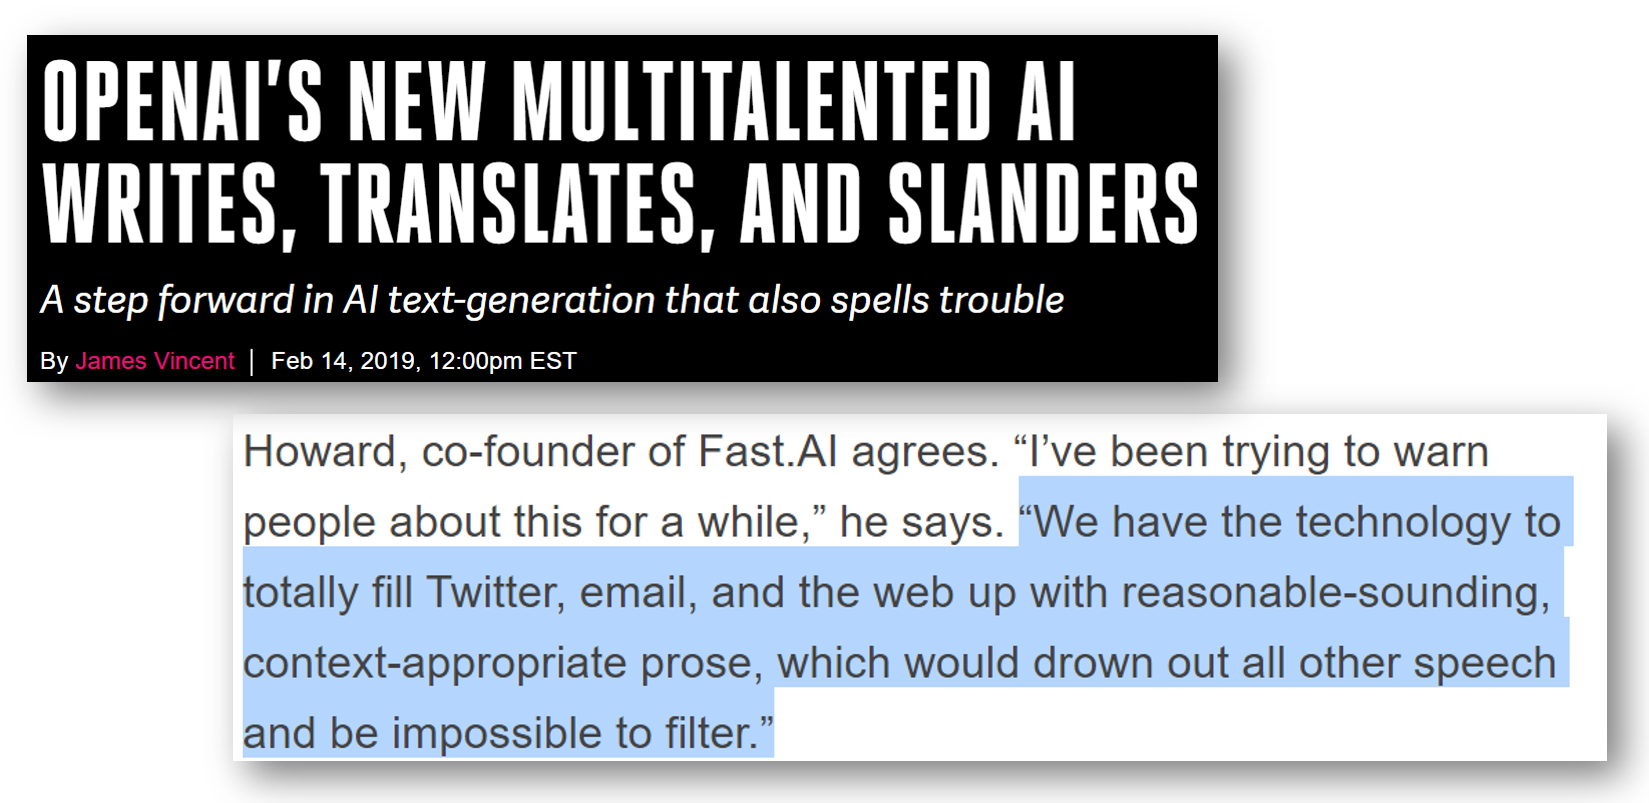 OPENAI’S NEW MULTITALENTED AI
WRITES, TRANSLATES, AND SLANDERS
A step forward in AI text-generation that also spells trouble
By James Vincent | Feb 14, 2019, 12:00pm EST
Howard, co-founder of Fast.AI agrees. “I’ve been trying to warn
people about this for a while,” he says. “We have the technology to
totally fill Twitter, email, and the web up with reasonable-sounding,
context-appropriate prose, which would drown out all other speech
and be impossible to filter.”